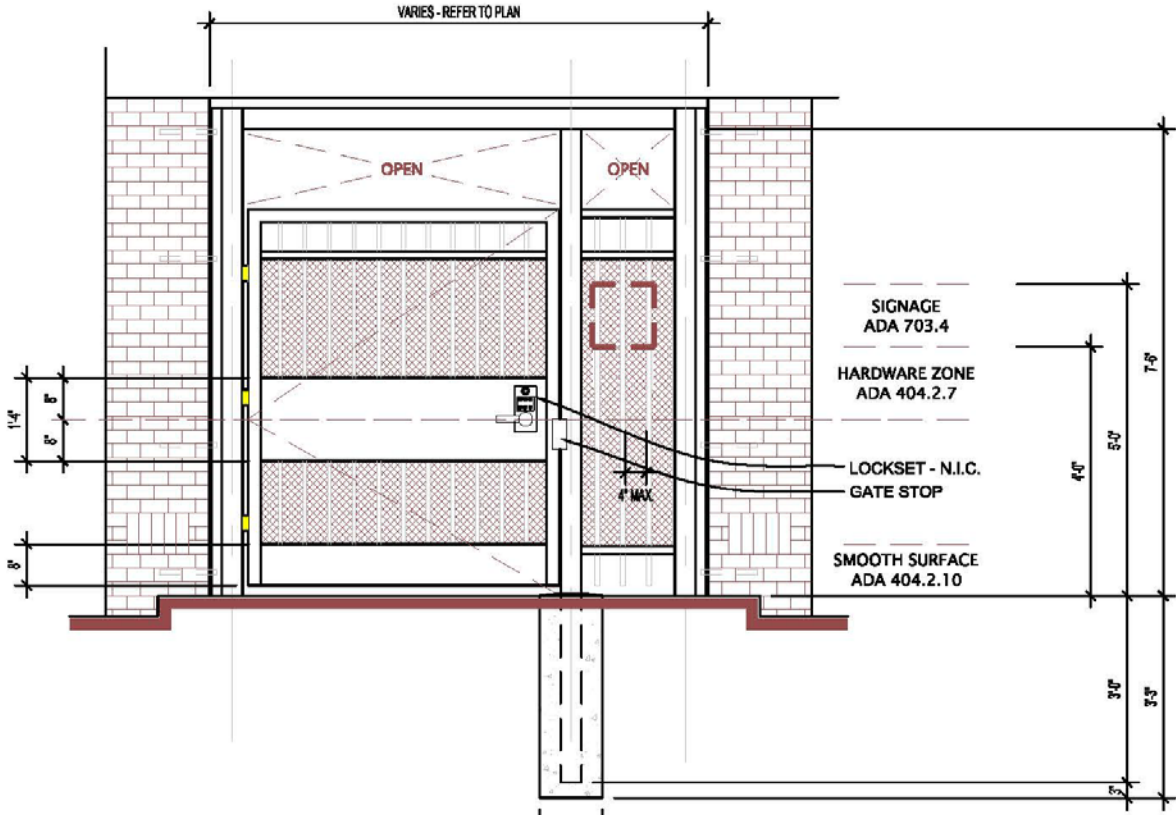 VARIES - REFER TO PLAN
OPEN
OPEN
SIGNAGE
ADA 703.4
HARDWARE ZONE
ADA 404.2.7
LOCKSET - N.I.C.
GATE STOP
4" MAX.
SMOOTH SURFACE
ADA 404.2.10
1'-4"
8"
8"
8"
7'-6"
5'-0"
4'-0"
3'-0"
3'-3"
3"